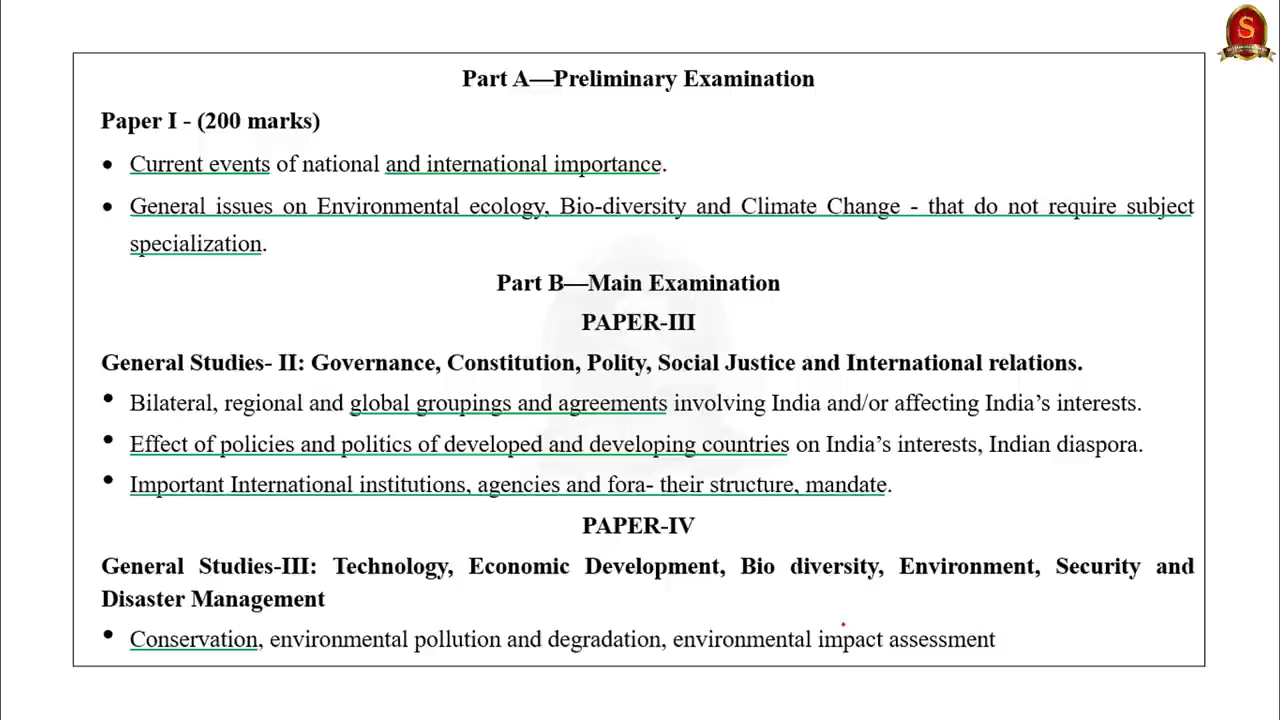 S
Part A—Preliminary Examination
Paper I - (200 marks)
• Current events of national and international importance.
• General issues on Environmental ecology, Bio-diversity and Climate Change - that do not require subject
specialization.
Part B—Main Examination
PAPER-III
General Studies- II: Governance, Constitution, Polity, Social Justice and International relations.
• Bilateral, regional and global groupings and agreements involving India and/or affecting India’s interests.
• Effect of policies and politics of developed and developing countries on India’s interests, Indian diaspora.
• Important International institutions, agencies and fora- their structure, mandate.
PAPER-IV
General Studies-III: Technology, Economic Development, Bio diversity, Environment, Security and
Disaster Management
• Conservation, environmental pollution and degradation, environmental impact assessment